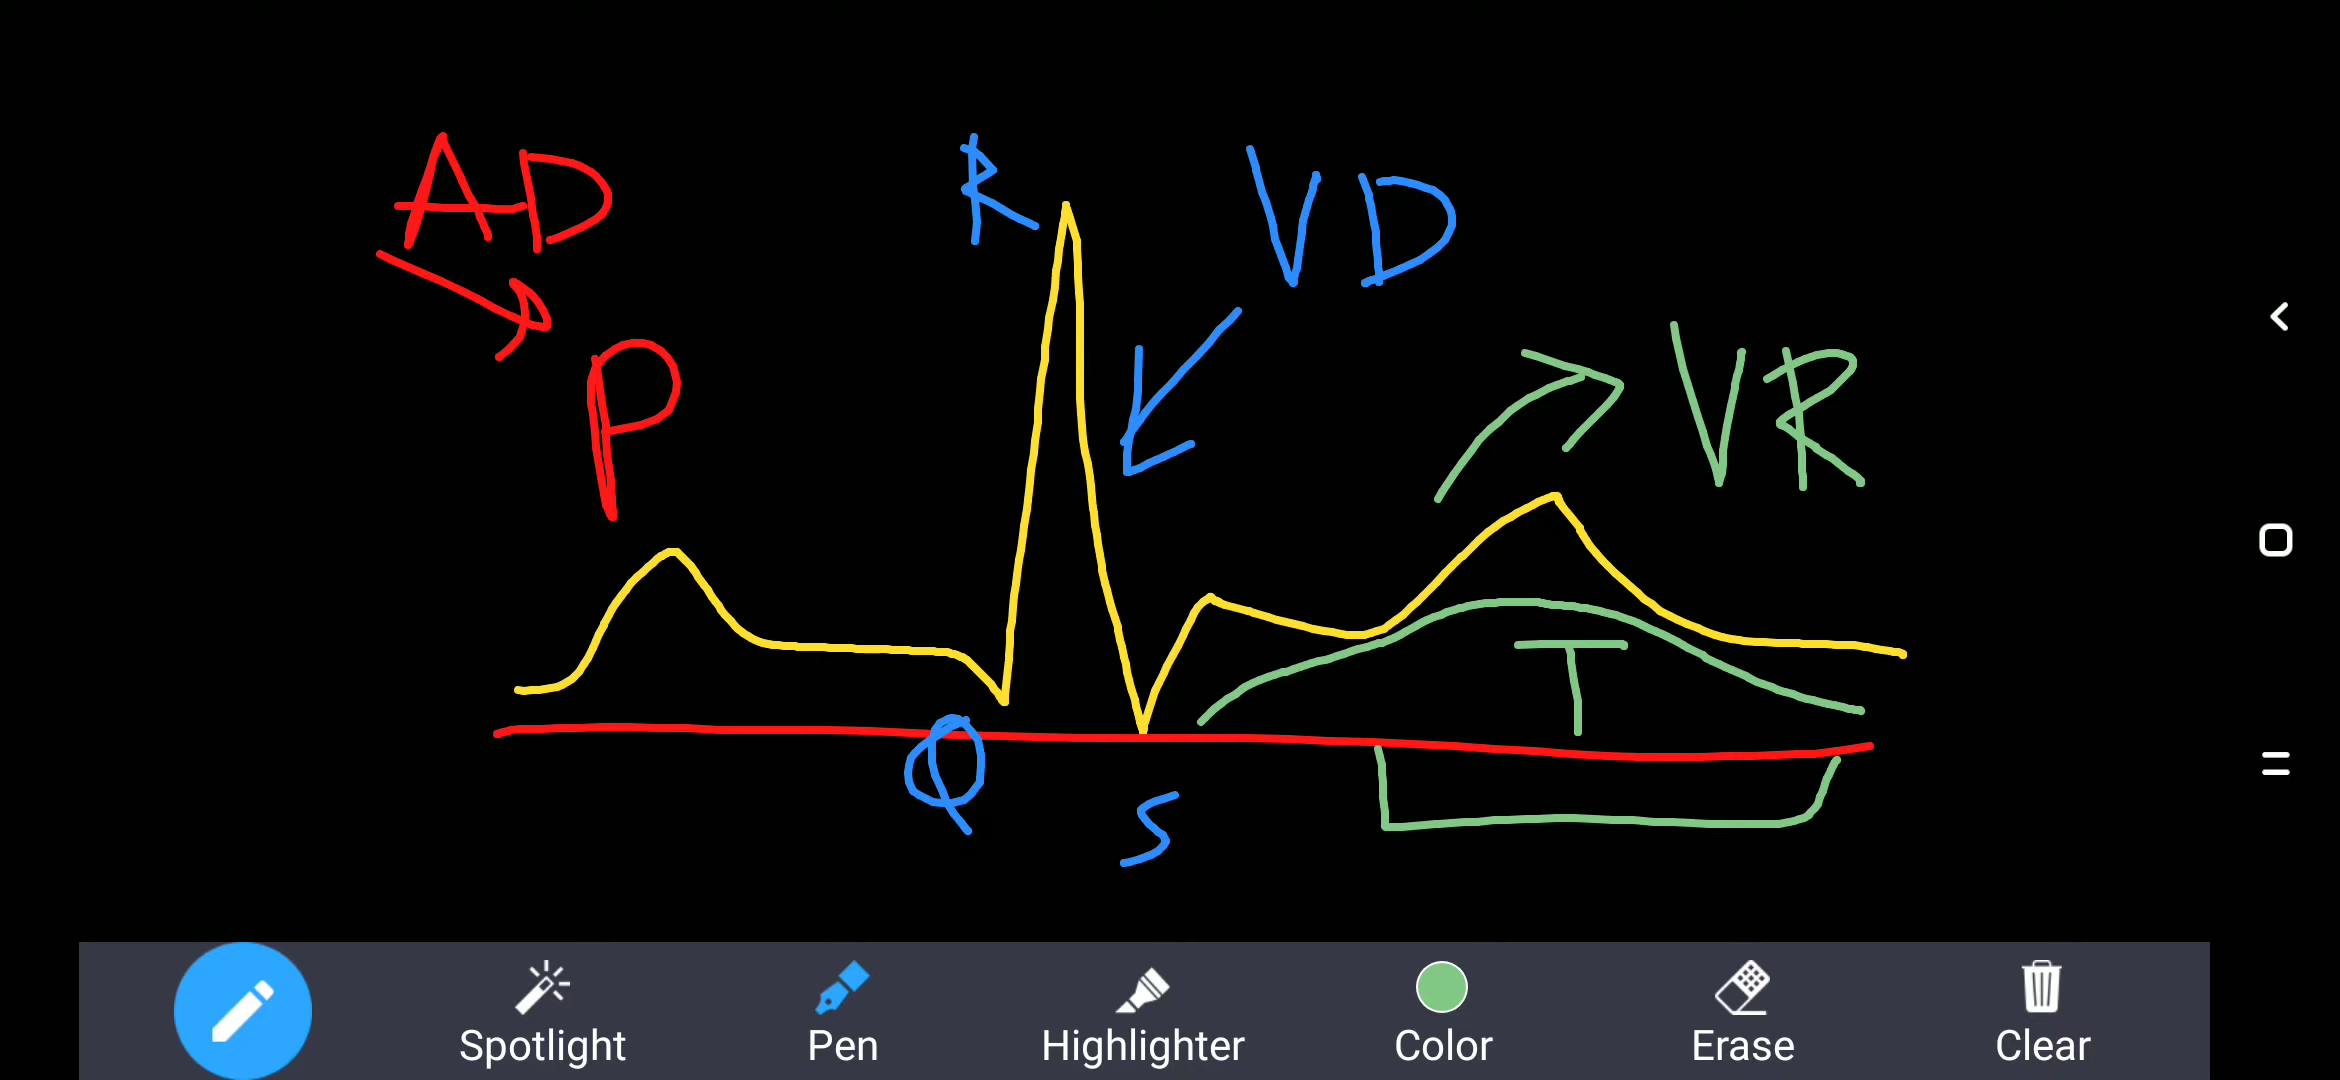 AD
R
VD
P
VR
T
Q
S
Spotlight
Pen
Highlighter
Color
Erase
Clear